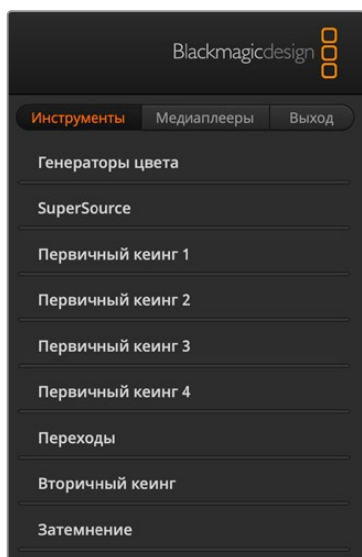 Blackmagicdesign
Инструменты Медиаплееры Выход
Генераторы цвета
SuperSource
Первичный кеинг 1
Первичный кеинг 2
Первичный кеинг 3
Первичный кеинг 4
Переходы
Вторичный кеинг
Затемнение